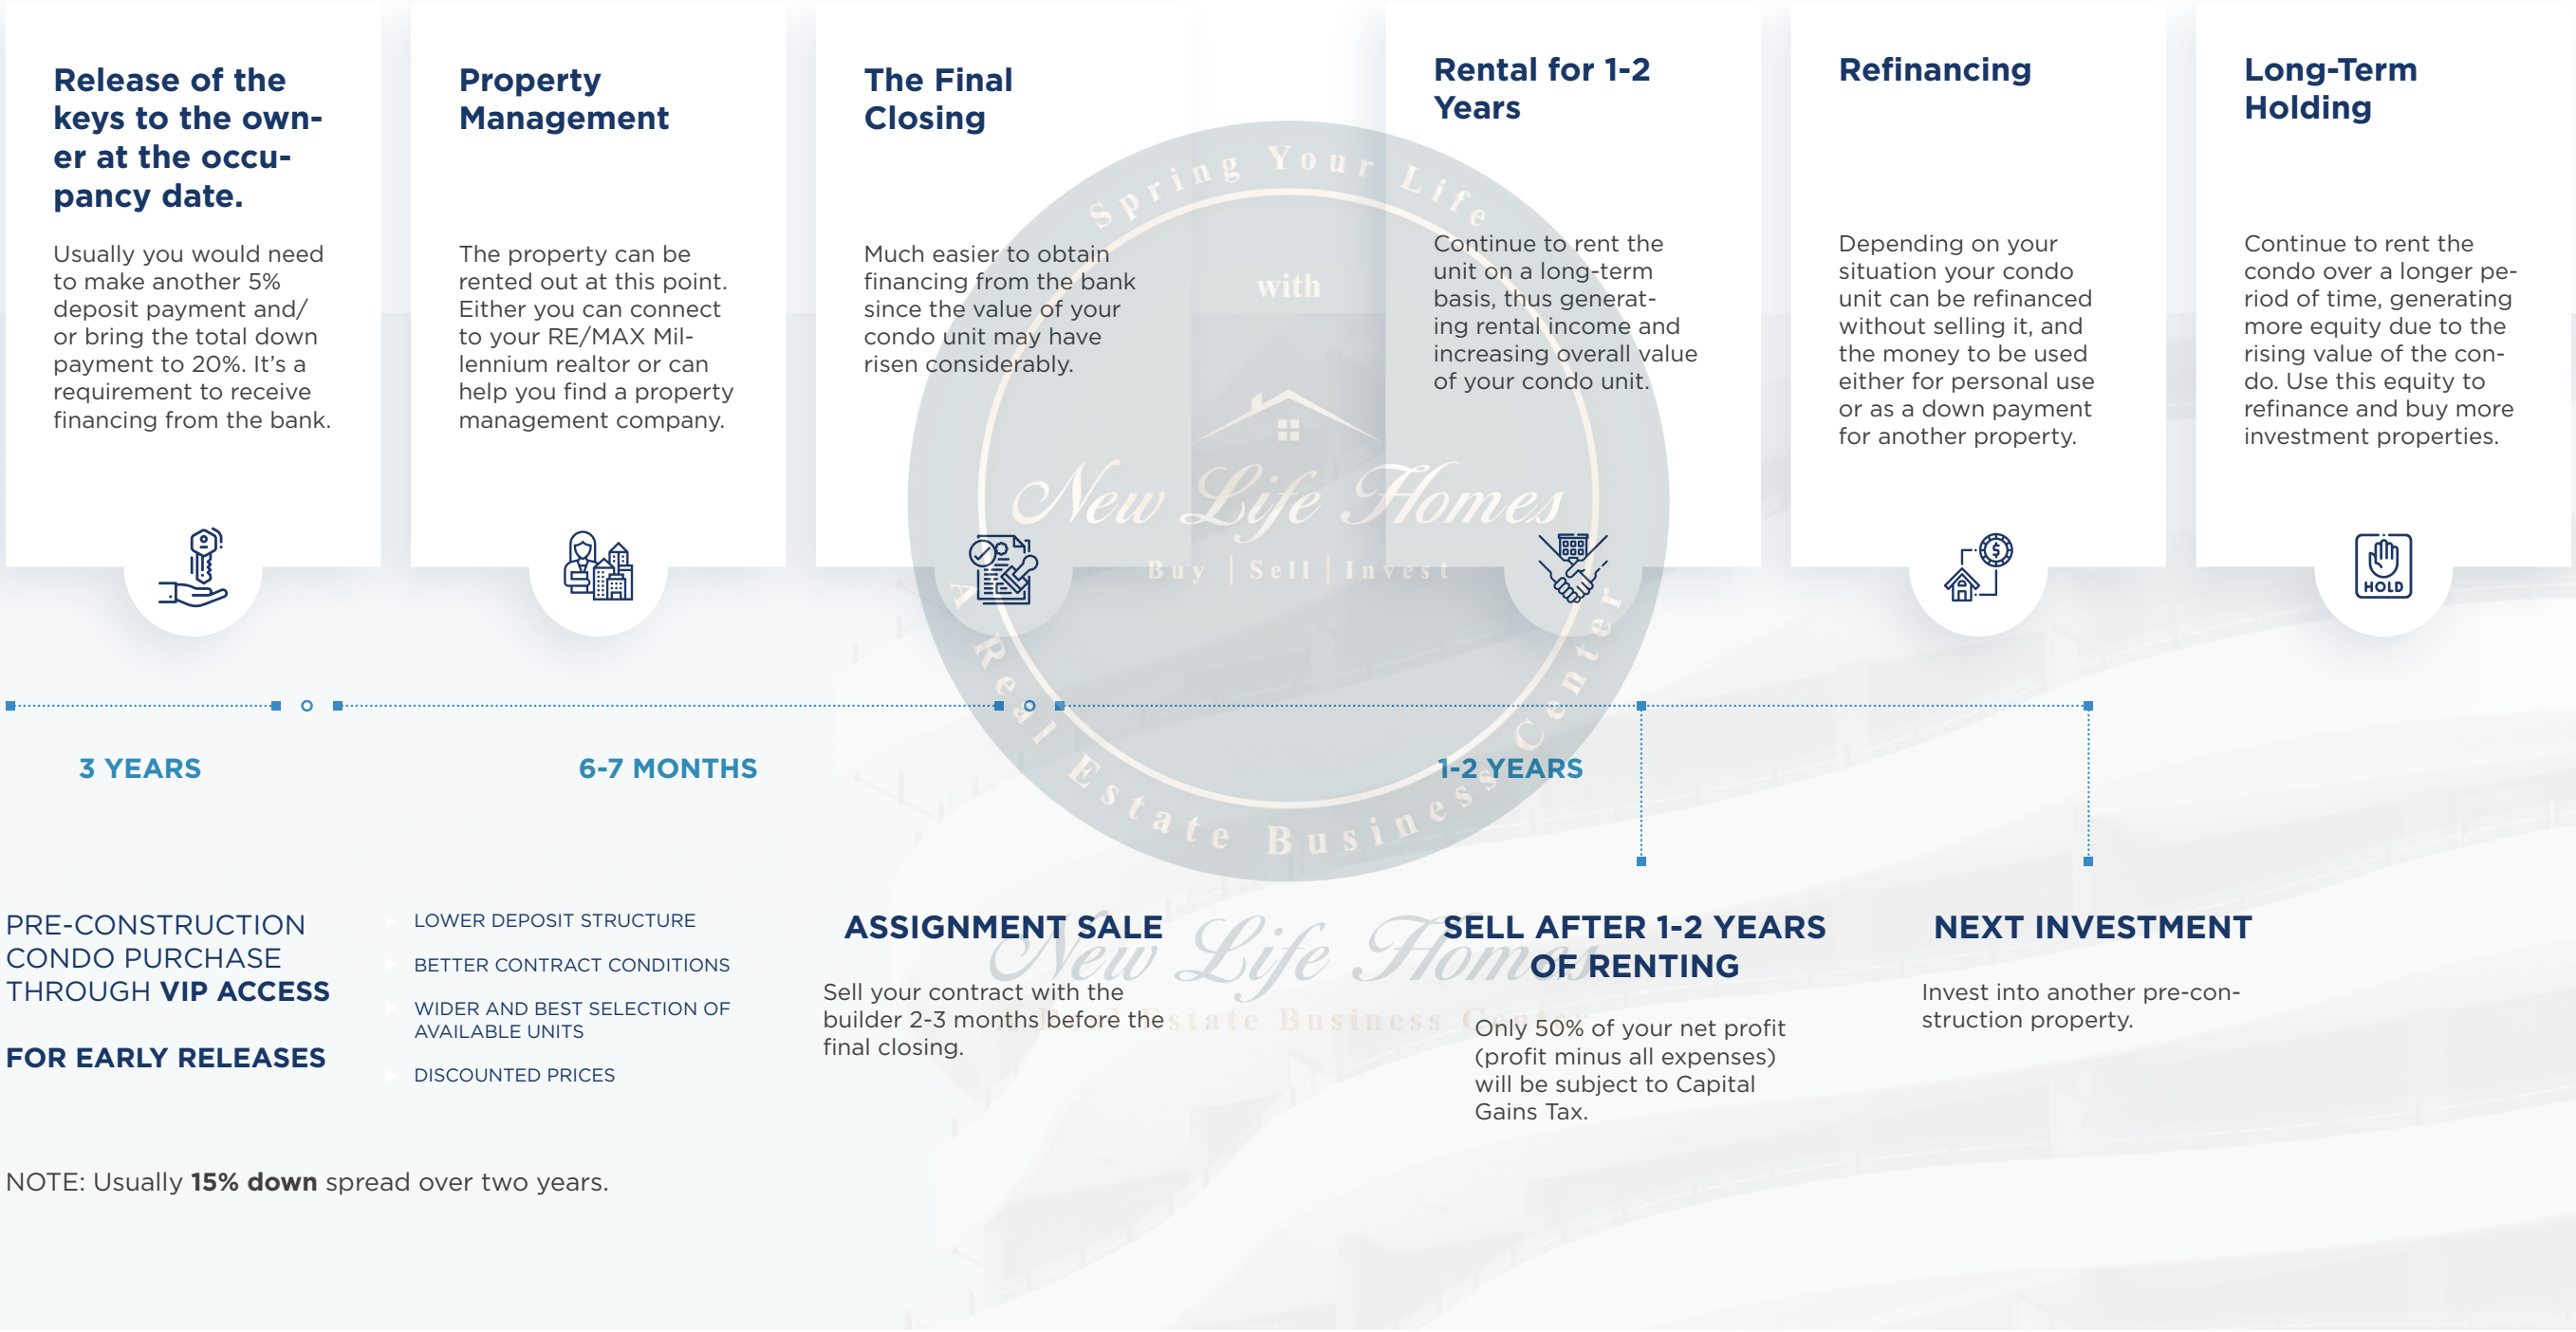 Release of the
keys to the own-
er at the occu-
pancy date.
Usually you would need
to make another 5%
deposit payment and/
or bring the total down
payment to 20%. It’s a
requirement to receive
financing from the bank.
Property
Management
The property can be
rented out at this point.
Either you can connect
to your RE/MAX Mil-
lennium realtor or can
help you find a property
management company.
The Final
Closing
Much easier to obtain
financing from the bank
since the value of your
condo unit may have
risen considerably.
Rental for 1-2
Years
Continue to rent the
unit on a long-term
basis, thus generat-
ing rental income and
increasing overall value
of your condo unit.
Refinancing
Depending on your
situation your condo
unit can be refinanced
without selling it, and
the money to be used
either for personal use
or as a down payment
for another property.
Long-Term
Holding
Continue to rent the
condo over a longer pe-
riod of time, generating
more equity due to the
rising value of the con-
do. Use this equity to
refinance and buy more
investment properties.
HOLD
Spring Your Life
with
New Life Homes
Buy | Sell | Invest
A Real Estate Business Center
3 YEARS
6-7 MONTHS
1-2 YEARS
PRE-CONSTRUCTION
CONDO PURCHASE
THROUGH VIP ACCESS
FOR EARLY RELEASES
LOWER DEPOSIT STRUCTURE
BETTER CONTRACT CONDITIONS
WIDER AND BEST SELECTION OF
AVAILABLE UNITS
DISCOUNTED PRICES
ASSIGNMENT SALE
Sell your contract with the
builder 2-3 months before the
final closing.
New Life Homes
Real Estate Business Center
SELL AFTER 1-2 YEARS
OF RENTING
Only 50% of your net profit
(profit minus all expenses)
will be subject to Capital
Gains Tax.
NEXT INVESTMENT
Invest into another pre-con-
struction property.
NOTE: Usually 15% down spread over two years.